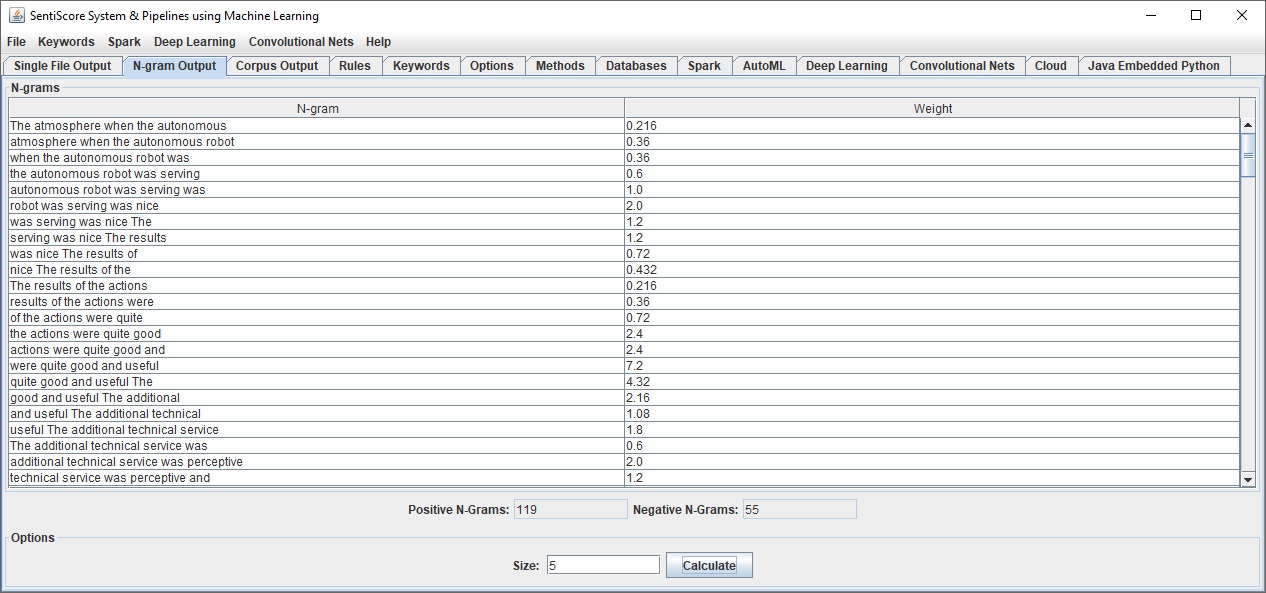 SentiScore System & Pipelines using Machine Learning
File Keywords Spark Deep Learning Convolutional Nets Help
Single File Output N-gram Output Corpus Output Rules Keywords Options Methods Databases Spark AutoML Deep Learning Convolutional Nets Cloud Java Embedded Python
N-grams
N-gram Weight
The atmosphere when the autonomous 0.216
atmosphere when the autonomous robot 0.36
when the autonomous robot was 0.36
the autonomous robot was serving 0.6
autonomous robot was serving was 1.0
robot was serving was nice 2.0
was serving was nice The 1.2
serving was nice The results 1.2
was nice The results of 0.72
nice The results of the 0.432
The results of the actions 0.216
results of the actions were 0.36
of the actions were quite 0.72
the actions were quite good 2.4
actions were quite good and 2.4
were quite good and useful 7.2
quite good and useful The 4.32
good and useful The additional 2.16
and useful The additional technical 1.08
useful The additional technical service 1.8
The additional technical service was 0.6
additional technical service was perceptive 2.0
technical service was perceptive and 1.2
Positive N-Grams: 119 Negative N-Grams: 55
Options
Size: 5 Calculate